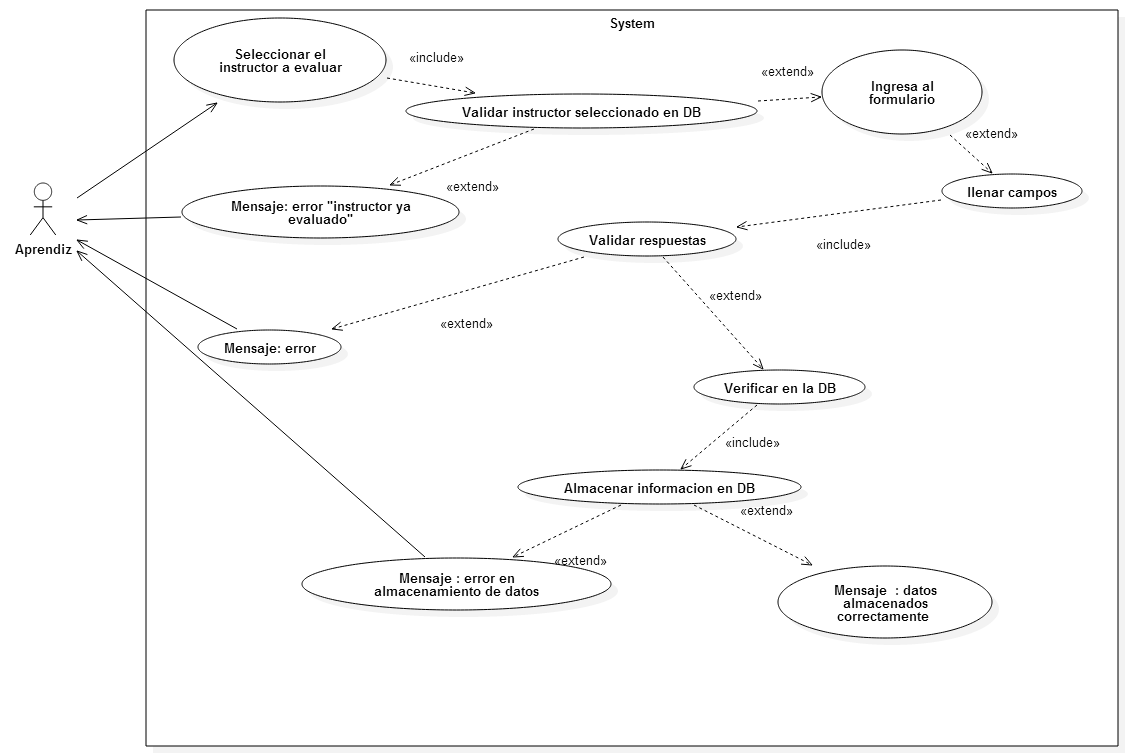 System
Seleccionar el
instructor a evaluar
«include»
Validar instructor seleccionado en DB
«extend»
Ingresa al
formulario
«extend»
llenar campos
«extend»
Mensaje: error "instructor ya
evaluado"
Aprendiz
«include»
Validar respuestas
«extend»
«extend»
Mensaje: error
Verificar en la DB
«include»
Almacenar informacion en DB
«extend»
«extend»
Mensaje : error en
almacenamiento de datos
Mensaje : datos
almacenados
correctamente